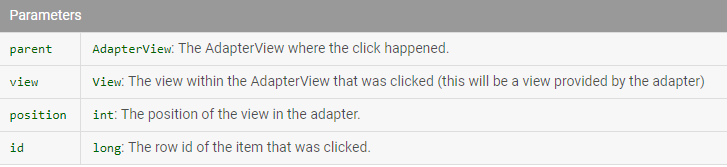 Parameters
parent AdapterView: The AdapterView where the click happened.
view View: The view within the AdapterView that was clicked (this will be a view provided by the adapter)
position int: The position of the view in the adapter.
id long: The row id of the item that was clicked.